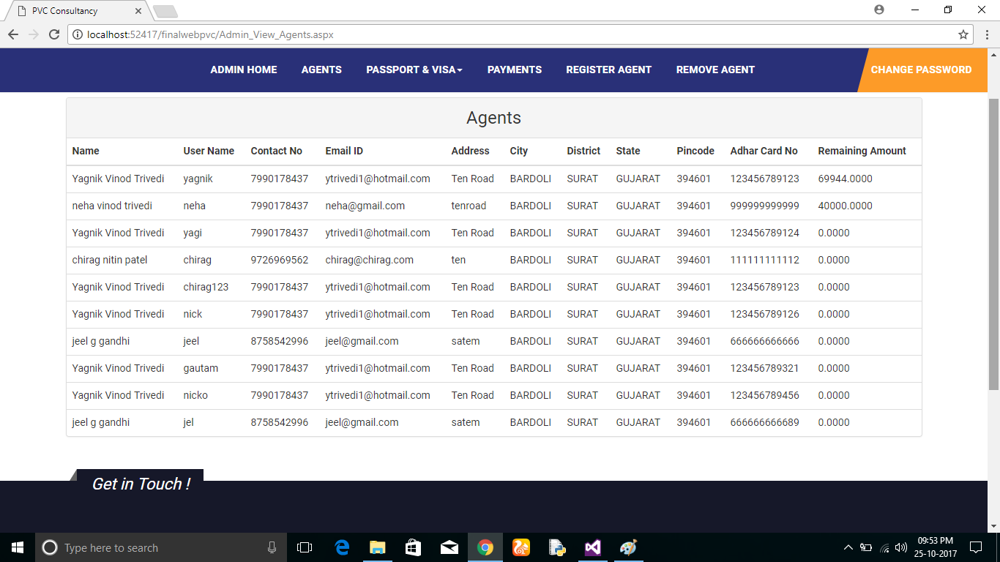 PVC Consultancy
localhost:52417/finalwebpvc/Admin_View_Agents.aspx
ADMIN HOME AGENTS PASSPORT & VISA PAYMENTS REGISTER AGENT REMOVE AGENT CHANGE PASSWORD
Agents
Name User Name Contact No Email ID Address City District State Pincode Adhar Card No Remaining Amount
Yagnik Vinod Trivedi yagnik 7990178437 ytrivedi1@hotmail.com Ten Road BARDOLI SURAT GUJARAT 394601 123456789123 69944.0000
neha vinod trivedi neha 7990178437 neha@gmail.com tenroad BARDOLI SURAT GUJARAT 394601 999999999999 40000.0000
Yagnik Vinod Trivedi yagi 7990178437 ytrivedi1@hotmail.com Ten Road BARDOLI SURAT GUJARAT 394601 123456789124 0.0000
chirag nitin patel chirag 9726969562 chirag@chirag.com ten BARDOLI SURAT GUJARAT 394601 111111111112 0.0000
Yagnik Vinod Trivedi chirag123 7990178437 ytrivedi1@hotmail.com Ten Road BARDOLI SURAT GUJARAT 394601 123456789123 0.0000
Yagnik Vinod Trivedi nick 7990178437 ytrivedi1@hotmail.com Ten Road BARDOLI SURAT GUJARAT 394601 123456789126 0.0000
jeel g gandhi jeel 8758542996 jeel@gmail.com satem BARDOLI SURAT GUJARAT 394601 666666666666 0.0000
Yagnik Vinod Trivedi gautam 7990178437 ytrivedi1@hotmail.com Ten Road BARDOLI SURAT GUJARAT 394601 123456789321 0.0000
Yagnik Vinod Trivedi nicko 7990178437 ytrivedi1@hotmail.com Ten Road BARDOLI SURAT GUJARAT 394601 123456789456 0.0000
jeel g gandhi jel 8758542996 jeel@gmail.com satem BARDOLI SURAT GUJARAT 394601 666666666689 0.0000
Get in Touch !
Type here to search
09:53 PM
25-10-2017